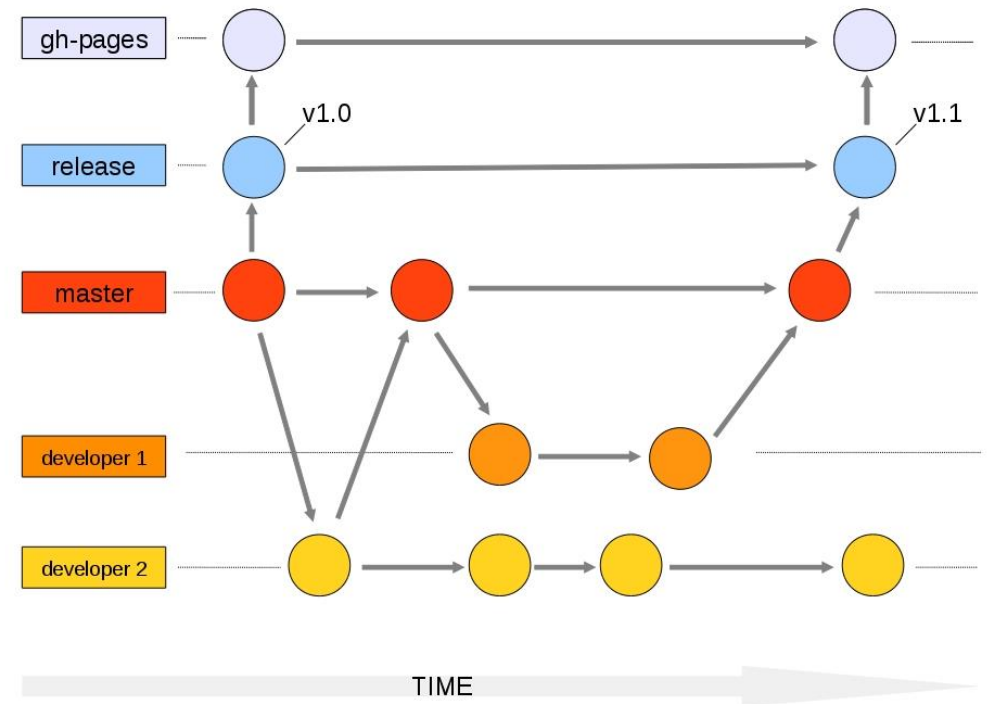 gh-pages
v1.0
v1.1
release
master
developer 1
developer 2
TIME